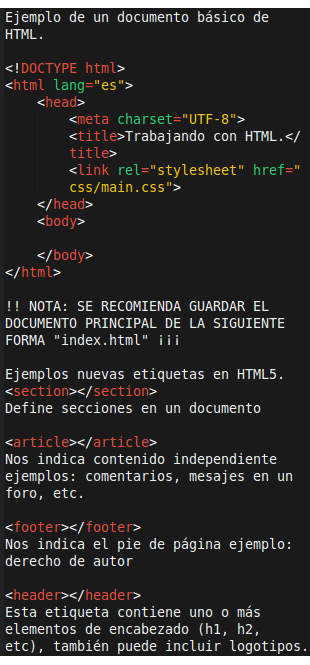 Ejemplo de un documento básico de
HTML.
<!DOCTYPE html>
<html lang="es">
<head>
<meta charset="UTF-8">
<title>Trabajando con HTML.</
title>
<link rel="stylesheet" href="
css/main.css">
</head>
<body>
</body>
</html>
!! NOTA: SE RECOMIENDA GUARDAR EL
DOCUMENTO PRINCIPAL DE LA SIGUIENTE
FORMA "index.html" ¡¡¡
Ejemplos nuevas etiquetas en HTML5.
<section></section>
Define secciones en un documento
<article></article>
Nos indica contenido independiente
ejemplos: comentarios, mesajes en un
foro, etc.
<footer></footer>
Nos indica el pie de página ejemplo:
derecho de autor
<header></header>
Esta etiqueta contiene uno o más
elementos de encabezado (h1, h2,
etc), también puede incluir logotipos.